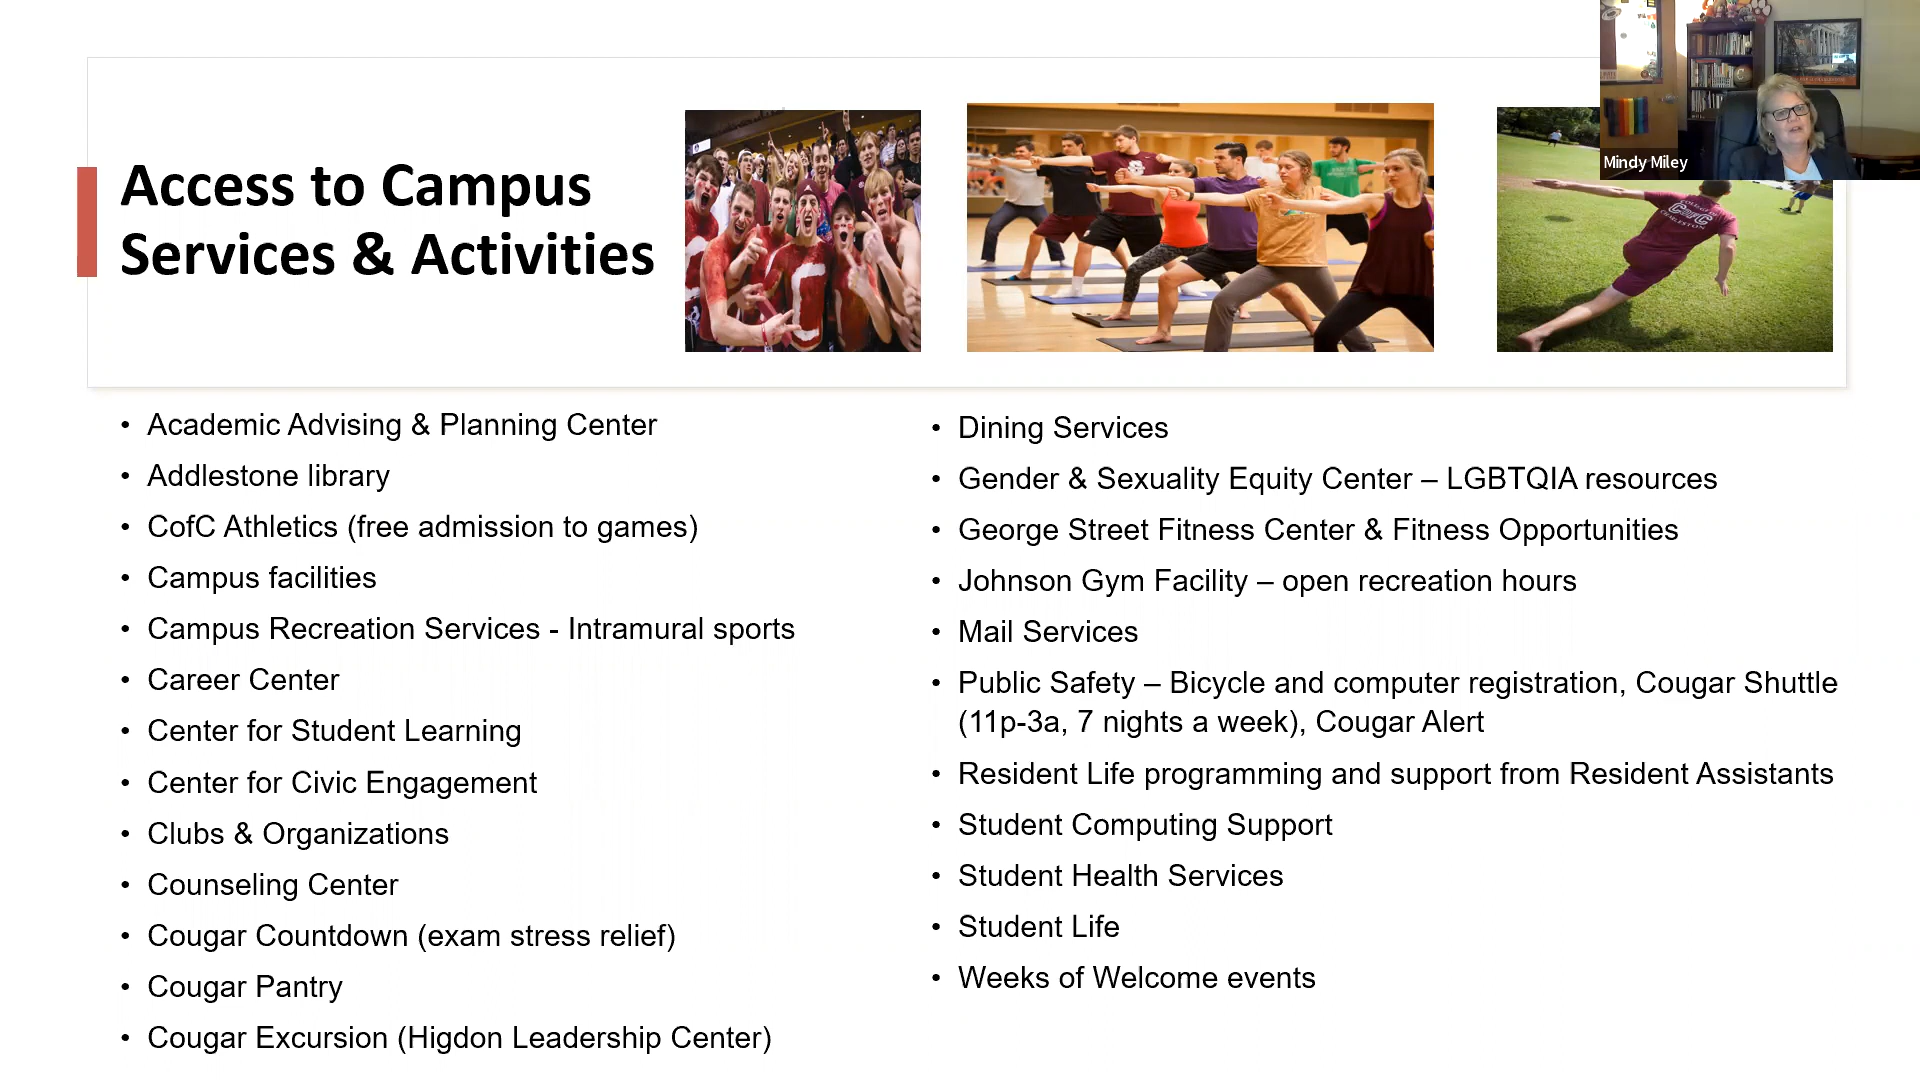 Mindy Miley
Access to Campus
Services & Activities
COLLEGE OF
CofC
CHARLESTON
• Academic Advising & Planning Center
• Addlestone library
• CofC Athletics (free admission to games)
• Campus facilities
• Campus Recreation Services - Intramural sports
• Career Center
• Center for Student Learning
• Center for Civic Engagement
• Clubs & Organizations
• Counseling Center
• Cougar Countdown (exam stress relief)
• Cougar Pantry
• Cougar Excursion (Higdon Leadership Center)
• Dining Services
• Gender & Sexuality Equity Center – LGBTQIA resources
• George Street Fitness Center & Fitness Opportunities
• Johnson Gym Facility – open recreation hours
• Mail Services
• Public Safety – Bicycle and computer registration, Cougar Shuttle
(11p-3a, 7 nights a week), Cougar Alert
• Resident Life programming and support from Resident Assistants
• Student Computing Support
• Student Health Services
• Student Life
• Weeks of Welcome events